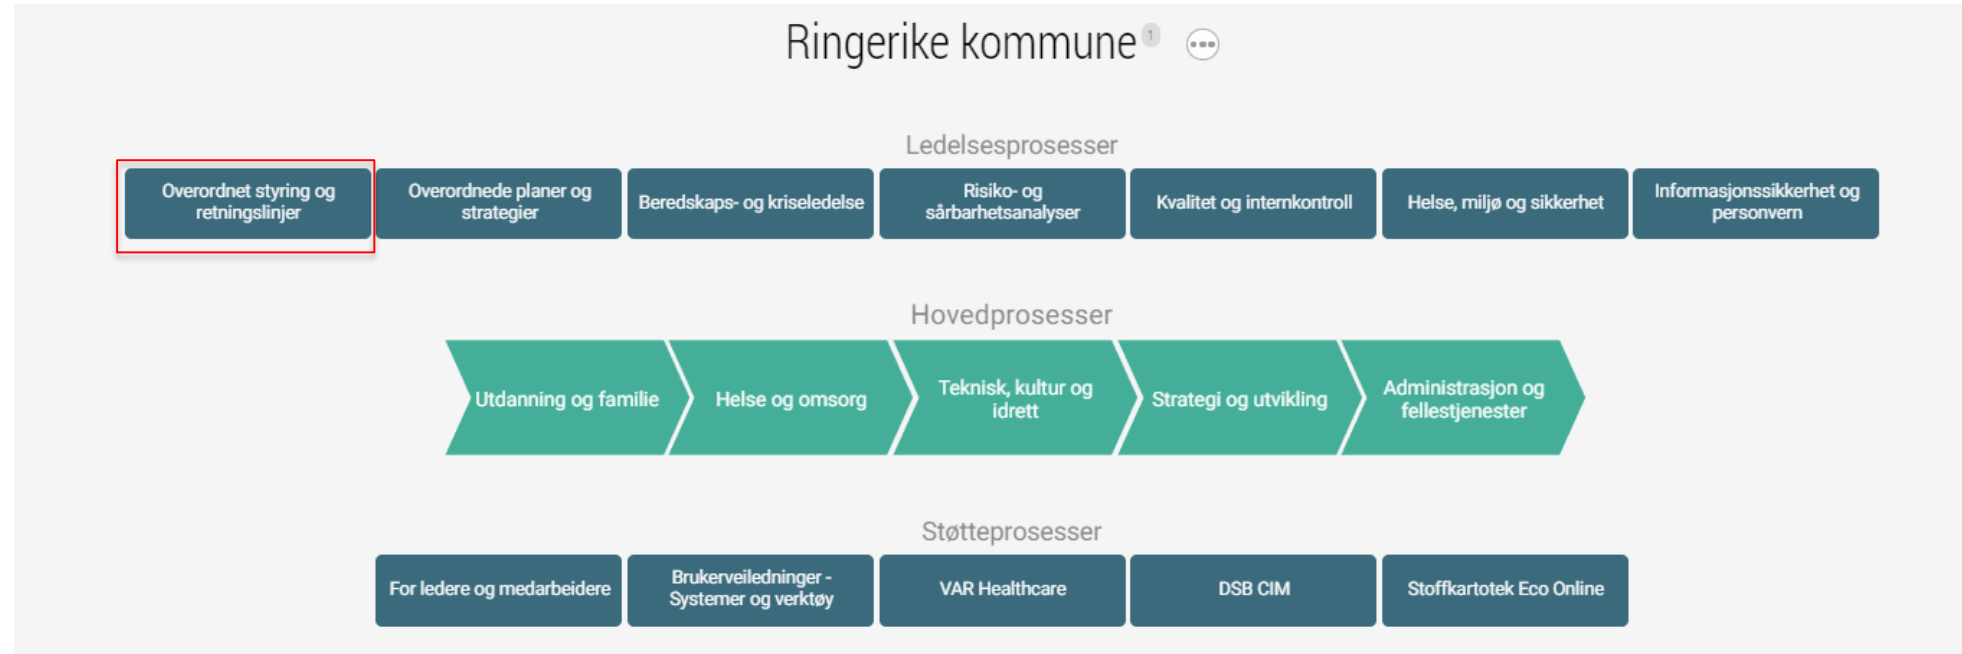 Ringerike kommune 1
Ledelsesprosesser
Overordnet styring og
retningslinjer
Overordnede planer og
strategier
Beredskaps- og kriseledelse
Risiko- og
sårbarhetsanalyser
Kvalitet og internkontroll
Helse, miljø og sikkerhet
Informasjonssikkerhet og
personvern
Hovedprosesser
Utdanning og familie
Helse og omsorg
Teknisk, kultur og
idrett
Strategi og utvikling
Administrasjon og
fellestjenester
Støtteprosesser
For ledere og medarbeidere
Brukerveiledninger -
Systemer og verktøy
VAR Healthcare
DSB CIM
Stoffkartotek Eco Online